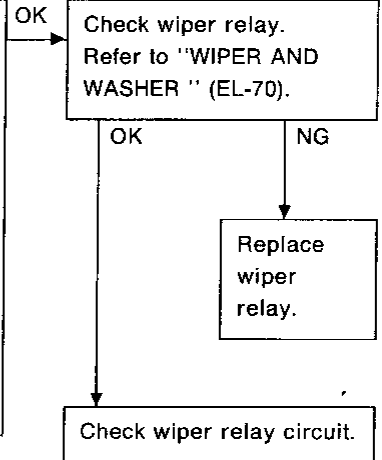 OK
Check wiper relay.
Refer to "WIPER AND
WASHER " (EL-70).
OK
NG
Replace
wiper
relay.
Check wiper relay circuit.